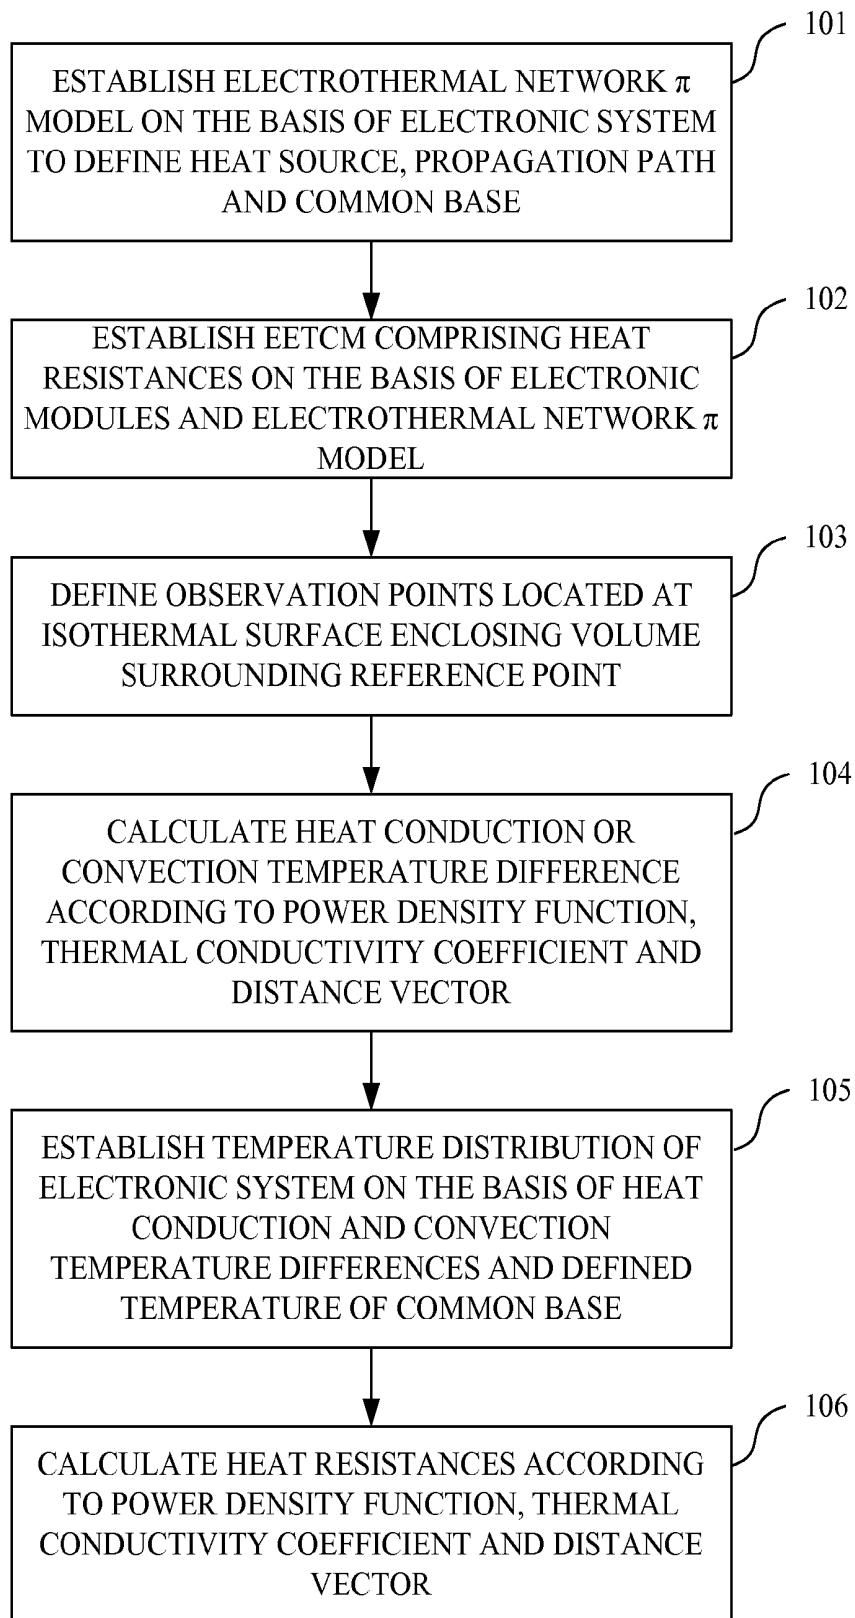 101
ESTABLISH ELECTROTHERMAL NETWORK π
MODEL ON THE BASIS OF ELECTRONIC SYSTEM
TO DEFINE HEAT SOURCE, PROPAGATION PATH
AND COMMON BASE
102
ESTABLISH EETCM COMPRISING HEAT
RESISTANCES ON THE BASIS OF ELECTRONIC
MODULES AND ELECTROTHERMAL NETWORK π
MODEL
103
DEFINE OBSERVATION POINTS LOCATED AT
ISOTHERMAL SURFACE ENCLOSING VOLUME
SURROUNDING REFERENCE POINT
104
CALCULATE HEAT CONDUCTION OR
CONVECTION TEMPERATURE DIFFERENCE
ACCORDING TO POWER DENSITY FUNCTION,
THERMAL CONDUCTIVITY COEFFICIENT AND
DISTANCE VECTOR
105
ESTABLISH TEMPERATURE DISTRIBUTION OF
ELECTRONIC SYSTEM ON THE BASIS OF HEAT
CONDUCTION AND CONVECTION
TEMPERATURE DIFFERENCES AND DEFINED
TEMPERATURE OF COMMON BASE
106
CALCULATE HEAT RESISTANCES ACCORDING
TO POWER DENSITY FUNCTION, THERMAL
CONDUCTIVITY COEFFICIENT AND DISTANCE
VECTOR